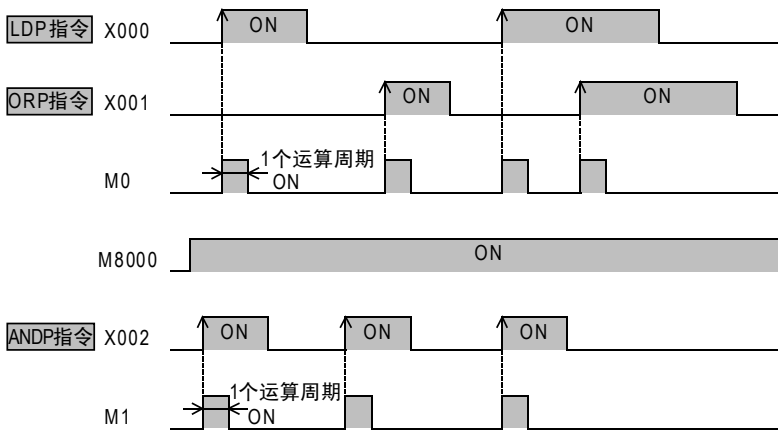 LDP指令 X000 ON ON
ORP指令 X001 ON ON
1个运算周期
M0 ON
M8000 ON
ANDP指令 X002 ON ON ON
1个运算周期
M1 ON